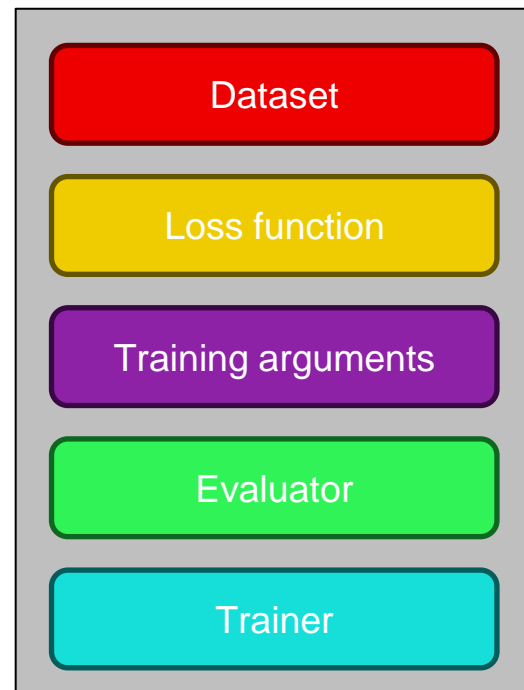 Dataset
Loss function
Training arguments
Evaluator
Trainer